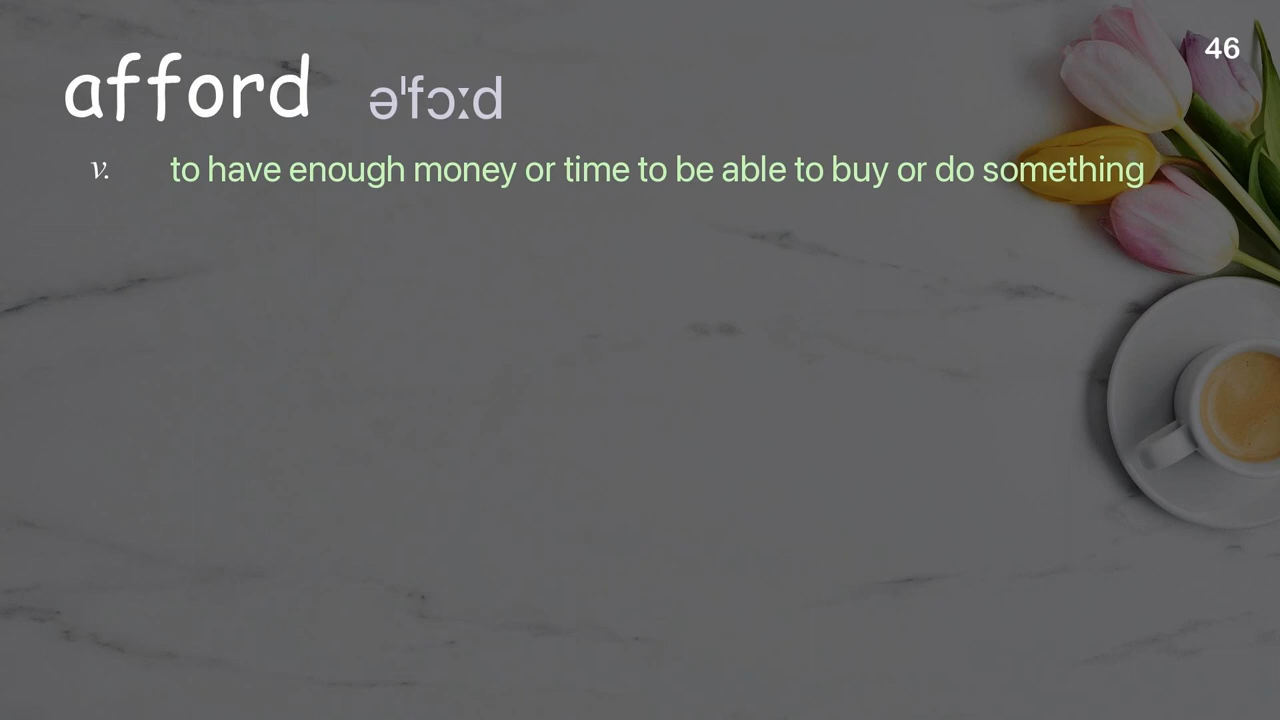 46
afford əˈfɔːd
v. to have enough money or time to be able to buy or do something